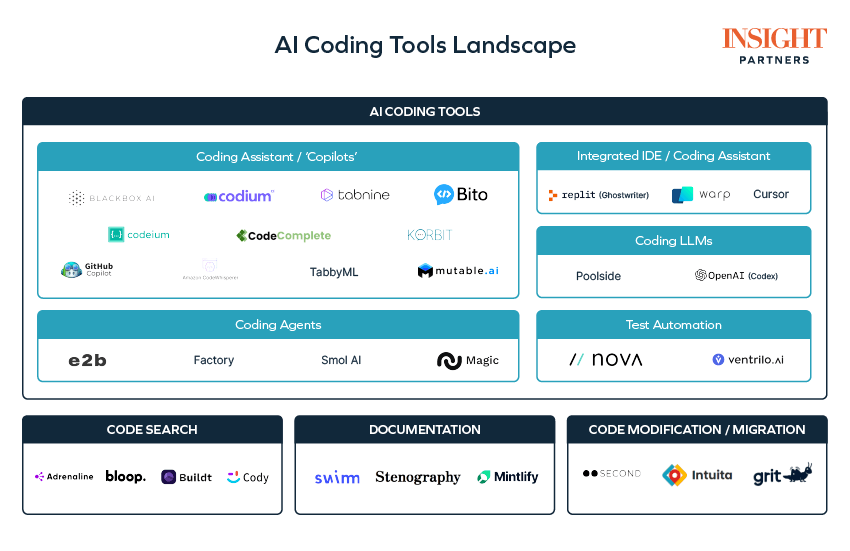 AI Coding Tools Landscape
INSIGHT
PARTNERS
AI CODING TOOLS
Coding Assistant / ‘Copilots’
BLACKBOX AI
codium
tabnine
Bito
codeium
CodeComplete
KORBIT
GitHub
Copilot
Amazon CodeWhisperer
TabbyML
mutable.ai
Integrated IDE / Coding Assistant
replit (Ghostwriter)
warp
Cursor
Coding LLMs
Poolside
OpenAI (Codex)
Coding Agents
e2b
Factory
Smol AI
Magic
Test Automation
// nova
ventrilo.ai
CODE SEARCH
Adrenaline
bloop.
Buildt
Cody
DOCUMENTATION
swimm
Stenography
Mintlify
CODE MODIFICATION / MIGRATION
SECOND
Intuita
grit